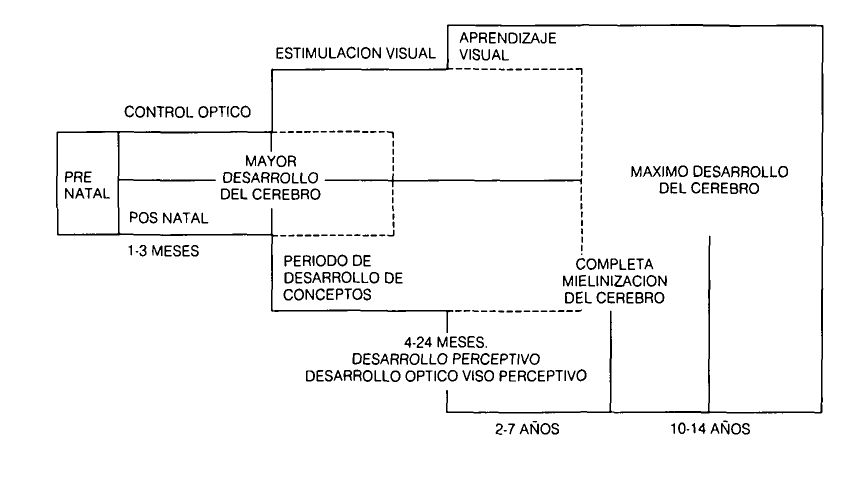 APRENDIZAJE
VISUAL
ESTIMULACION VISUAL
CONTROL OPTICO
PRE
NATAL
MAYOR
DESARROLLO
DEL CEREBRO
POS NATAL
1-3 MESES
MAXIMO DESARROLLO
DEL CEREBRO
PERIODO DE
DESARROLLO DE
CONCEPTOS
COMPLETA
MIELINIZACION
DEL CEREBRO
4-24 MESES.
DESARROLLO PERCEPTIVO
DESARROLLO OPTICO VISO PERCEPTIVO
2-7 AÑOS
10-14 AÑOS